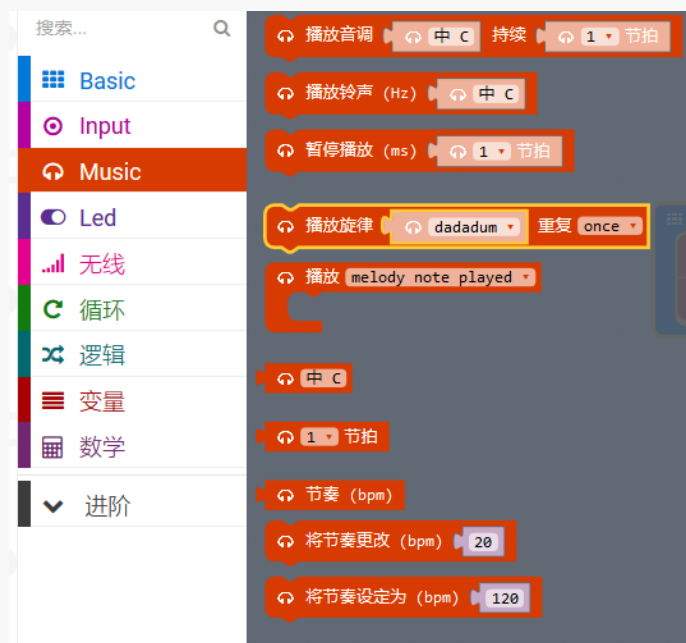 搜索...
Basic
Input
Music
Led
无线
循环
逻辑
变量
数学
进阶
播放音调 中 C 持续 1 节拍
播放铃声 (Hz) 中 C
暂停播放 (ms) 1 节拍
播放旋律 dadadum 重复 once
播放 melody note played
中 C
1 节拍
节奏 (bpm)
将节奏更改 (bpm) 20
将节奏设定为 (bpm) 120